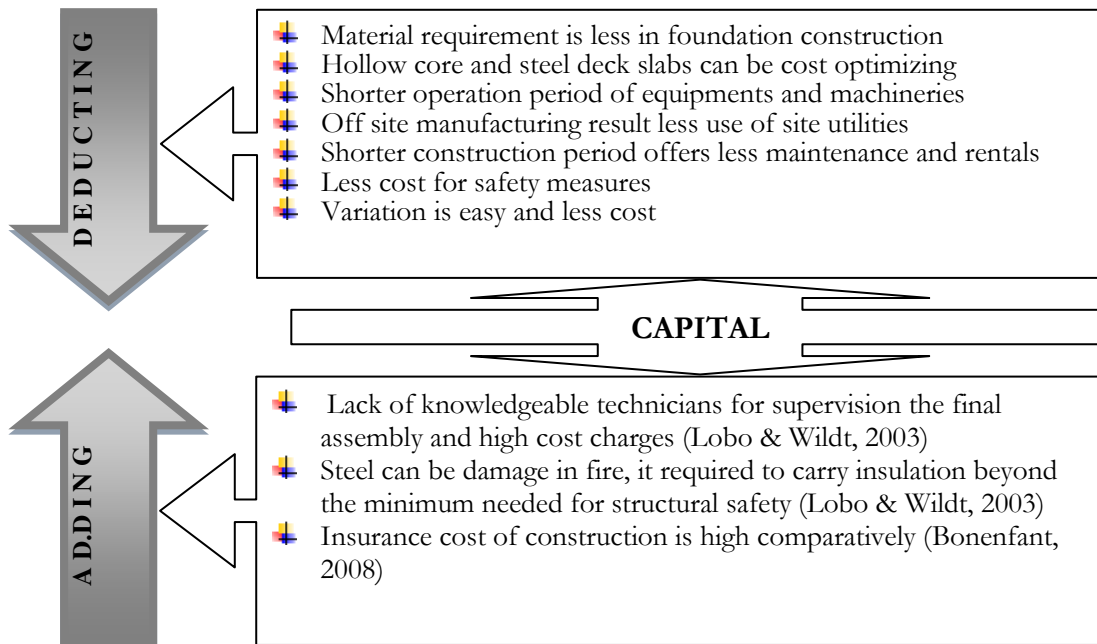 DEDUCTING
Material requirement is less in foundation construction
Hollow core and steel deck slabs can be cost optimizing
Shorter operation period of equipments and machineries
Off site manufacturing result less use of site utilities
Shorter construction period offers less maintenance and rentals
Less cost for safety measures
Variation is easy and less cost
CAPITAL
ADDING
Lack of knowledgeable technicians for supervision the final
assembly and high cost charges (Lobo & Wildt, 2003)
Steel can be damage in fire, it required to carry insulation beyond
the minimum needed for structural safety (Lobo & Wildt, 2003)
Insurance cost of construction is high comparatively (Bonenfant,
2008)